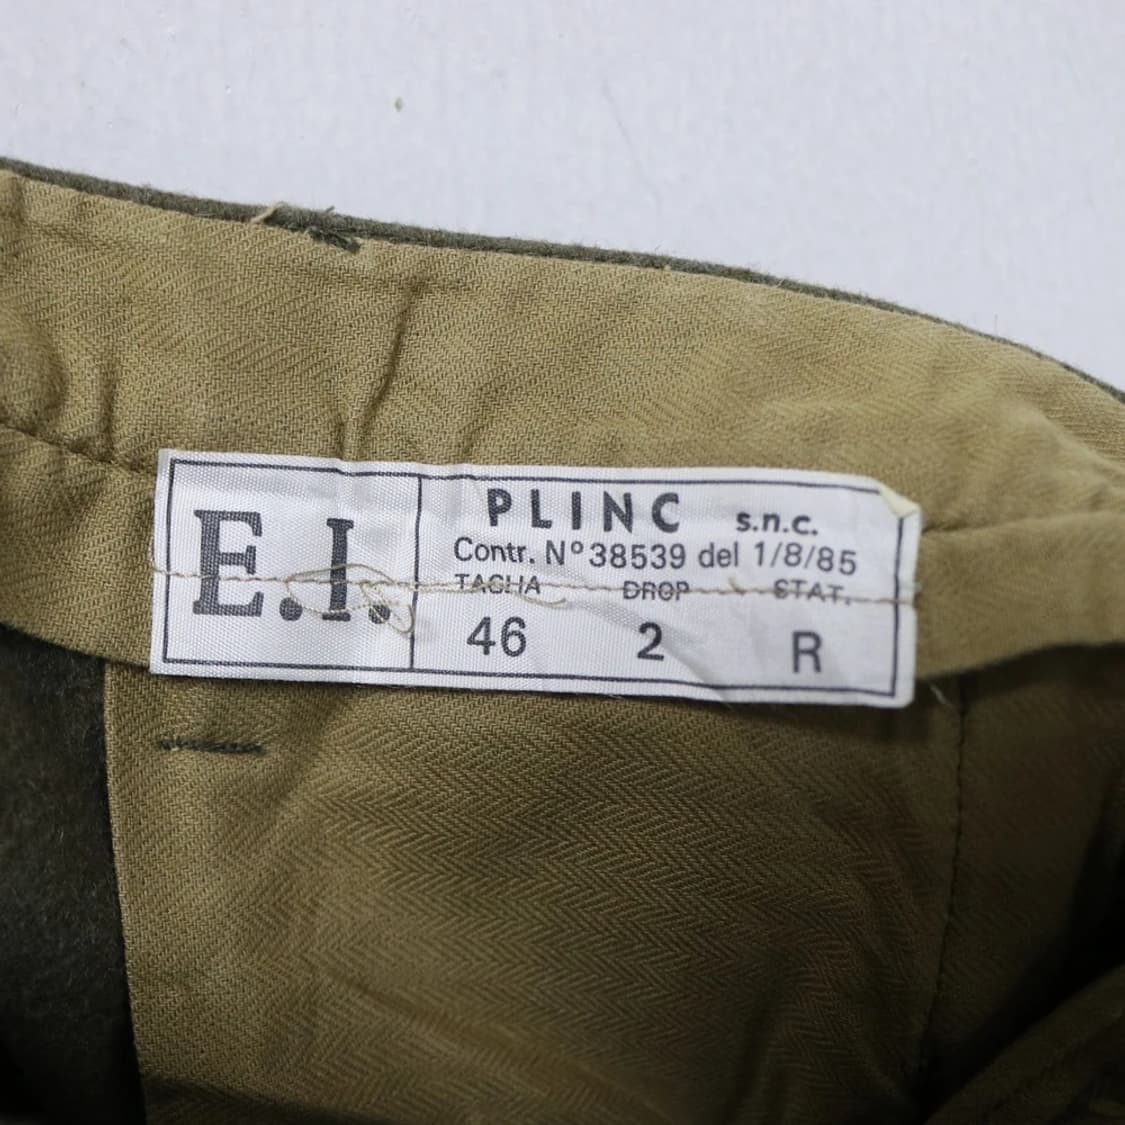 E.I.
PLINC s.n.c.
Contr. N° 38539 del 1/8/85
TAGLIA DROP STAT.
46 2 R